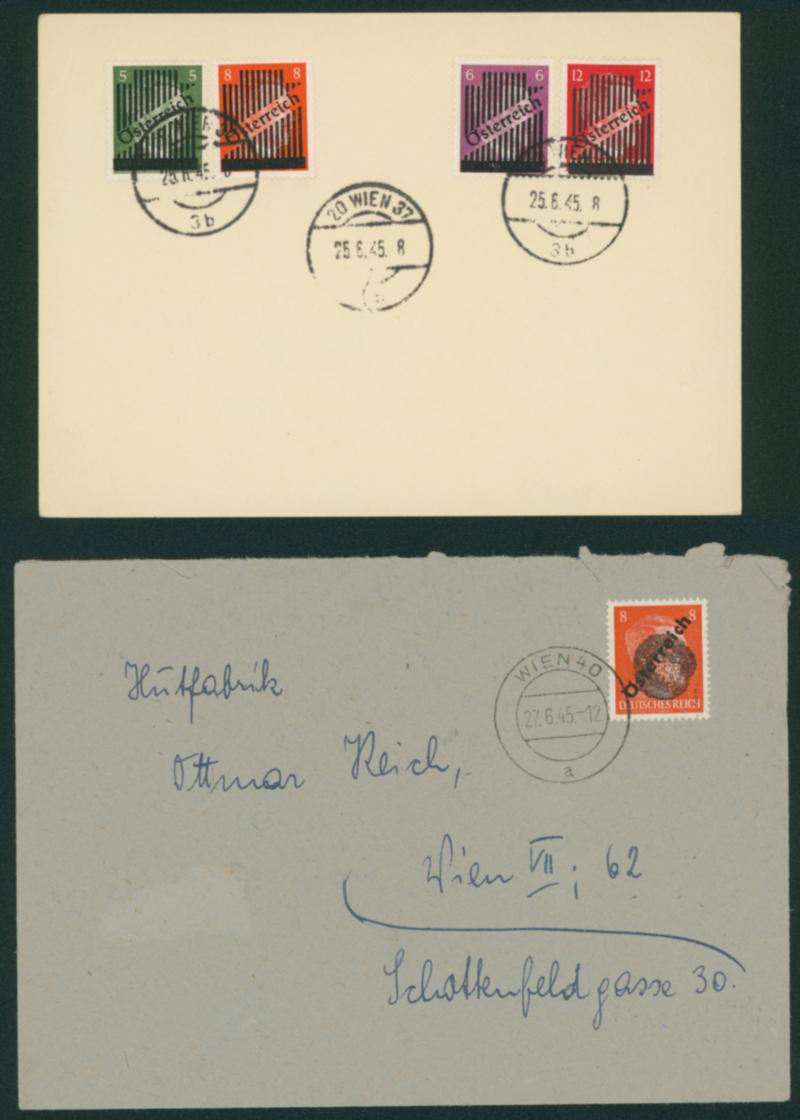 5 5 8 8 6 6 12 12
Österreich Österreich Österreich Österreich
25.6.45. 8
3b
20 WIEN 37
25.6.45. 8
25.6.45. 8
3b
8 8
Österreich
DEUTSCHES REICH
WIEN 40
27.6.45.-12
a
Hutfabrik
Ottmar Reich,
Wien VII; 62
Schottenfeldgasse 30.